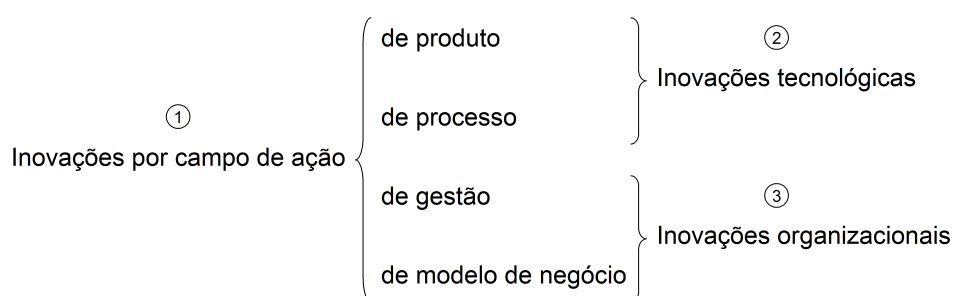 ①
Inovações por campo de ação
de produto
de processo
de gestão
de modelo de negócio
②
Inovações tecnológicas
③
Inovações organizacionais